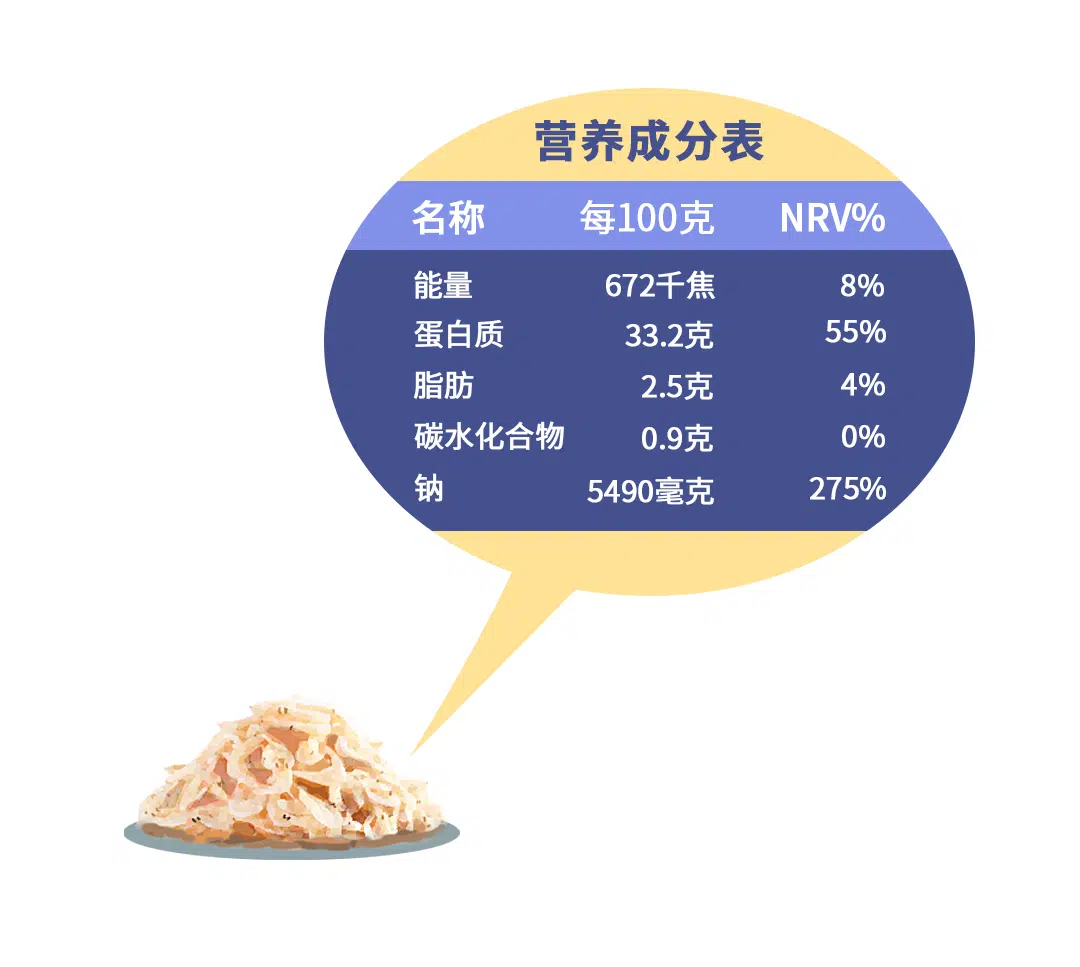 营养成分表
名称 每100克 NRV%
能量 672千焦 8%
蛋白质 33.2克 55%
脂肪 2.5克 4%
碳水化合物 0.9克 0%
钠 5490毫克 275%